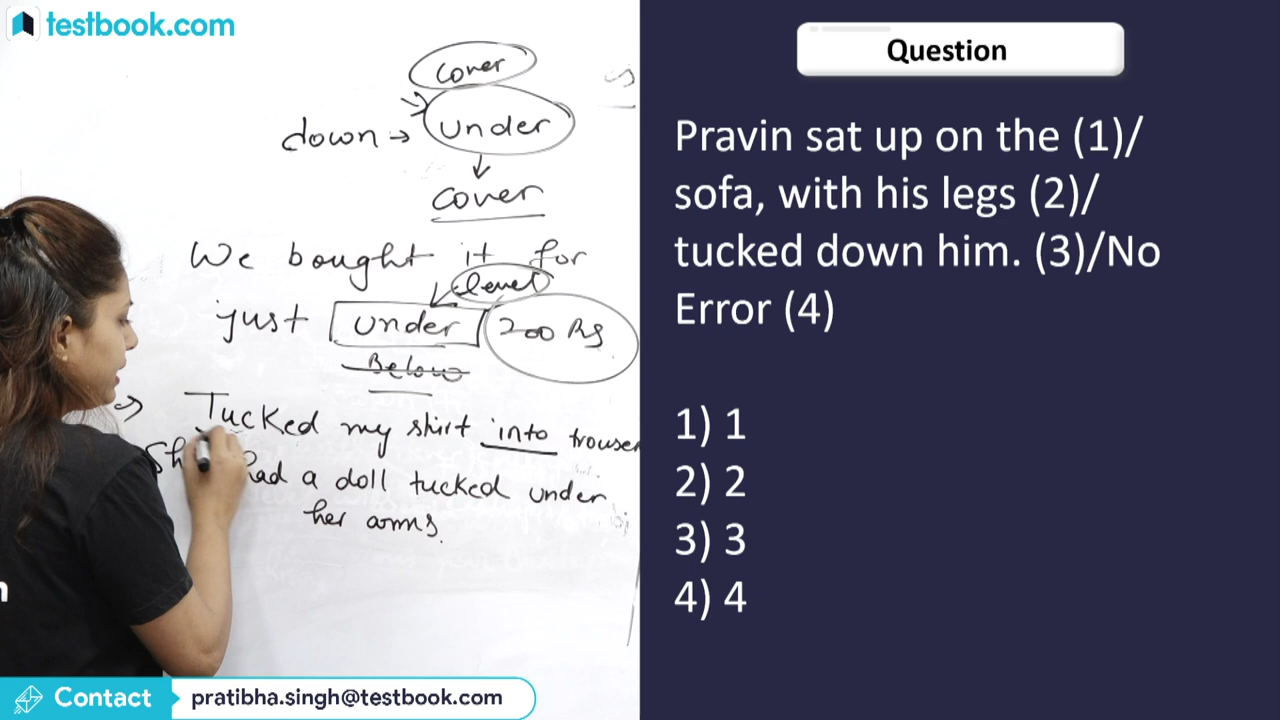 testbook.com
cover
down → under
cover
We bought it for
just under 200 Rs
level
Below
Tucked my shirt into trouser
had a doll tucked under
her arms.
Contact pratibha.singh@testbook.com
Question
Pravin sat up on the (1)/
sofa, with his legs (2)/
tucked down him. (3)/No
Error (4)
1) 1
2) 2
3) 3
4) 4